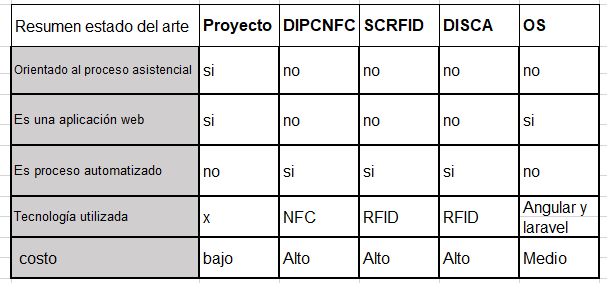 Resumen estado del arte Proyecto DIPCNFC SCRFID DISCA OS
Orientado al proceso asistencial si no no no no
Es una aplicación web si no no no si
Es proceso automatizado no si si si no
Tecnología utilizada x NFC RFID RFID Angular y
laravel
costo bajo Alto Alto Alto Medio